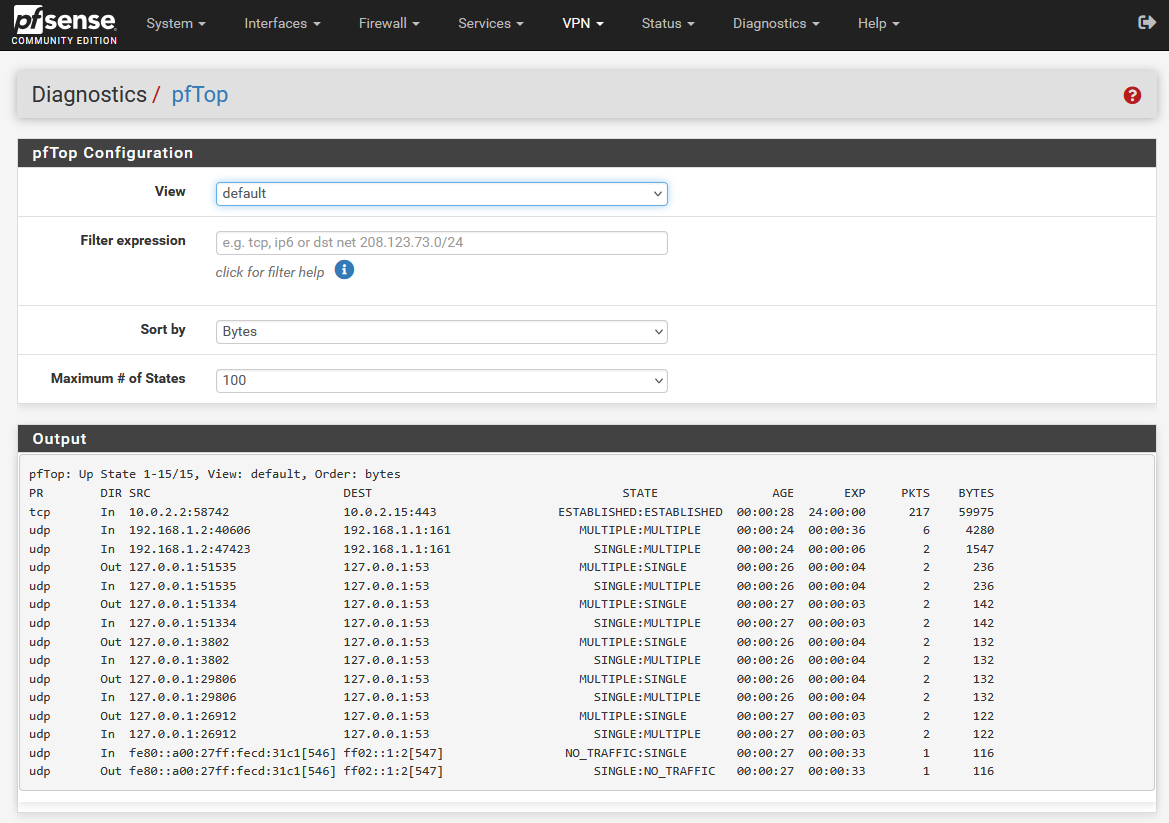 pfsense
COMMUNITY EDITION
System Interfaces Firewall Services VPN Status Diagnostics Help
Diagnostics / pfTop
?
pfTop Configuration
View default
Filter expression e.g. tcp, ip6 or dst net 208.123.73.0/24
click for filter help i
Sort by Bytes
Maximum # of States 100
Output
pfTop: Up State 1-15/15, View: default, Order: bytes
PR DIR SRC DEST STATE AGE EXP PKTS BYTES
tcp In 10.0.2.2:58742 10.0.2.15:443 ESTABLISHED:ESTABLISHED 00:00:28 24:00:00 217 59975
udp In 192.168.1.2:40606 192.168.1.1:161 MULTIPLE:MULTIPLE 00:00:24 00:00:36 6 4280
udp In 192.168.1.2:47423 192.168.1.1:161 SINGLE:MULTIPLE 00:00:24 00:00:06 2 1547
udp Out 127.0.0.1:51535 127.0.0.1:53 MULTIPLE:SINGLE 00:00:26 00:00:04 2 236
udp In 127.0.0.1:51535 127.0.0.1:53 SINGLE:MULTIPLE 00:00:26 00:00:04 2 236
udp Out 127.0.0.1:51334 127.0.0.1:53 MULTIPLE:SINGLE 00:00:27 00:00:03 2 142
udp In 127.0.0.1:51334 127.0.0.1:53 SINGLE:MULTIPLE 00:00:27 00:00:03 2 142
udp Out 127.0.0.1:3802 127.0.0.1:53 MULTIPLE:SINGLE 00:00:26 00:00:04 2 132
udp In 127.0.0.1:3802 127.0.0.1:53 SINGLE:MULTIPLE 00:00:26 00:00:04 2 132
udp Out 127.0.0.1:29806 127.0.0.1:53 MULTIPLE:SINGLE 00:00:26 00:00:04 2 132
udp In 127.0.0.1:29806 127.0.0.1:53 SINGLE:MULTIPLE 00:00:26 00:00:04 2 132
udp Out 127.0.0.1:26912 127.0.0.1:53 MULTIPLE:SINGLE 00:00:27 00:00:03 2 122
udp In 127.0.0.1:26912 127.0.0.1:53 SINGLE:MULTIPLE 00:00:27 00:00:03 2 122
udp In fe80::a00:27ff:fecd:31c1[546] ff02::1:2[547] NO_TRAFFIC:SINGLE 00:00:27 00:00:33 1 116
udp Out fe80::a00:27ff:fecd:31c1[546] ff02::1:2[547] SINGLE:NO_TRAFFIC 00:00:27 00:00:33 1 116